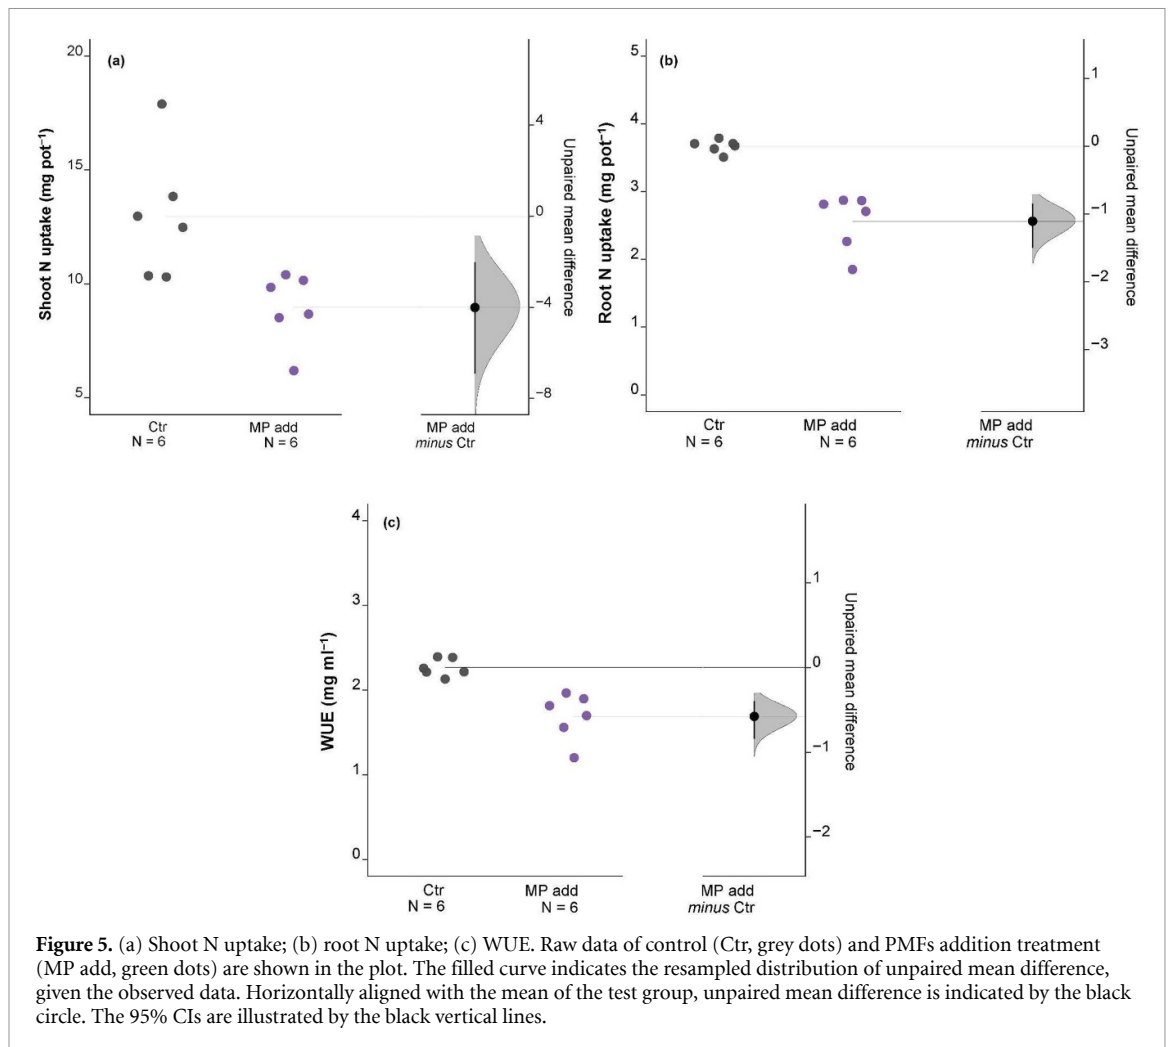 (a)
20
15
10
5
Shoot N uptake (mg pot⁻¹)
4
0
−4
−8
Unpaired mean difference
Ctr
N = 6
MP add
N = 6
MP add
minus Ctr
(b)
5
4
3
2
1
0
Root N uptake (mg pot⁻¹)
1
0
−1
−2
−3
Unpaired mean difference
Ctr
N = 6
MP add
N = 6
MP add
minus Ctr
(c)
4
3
2
1
0
WUE (mg ml⁻¹)
1
0
−1
−2
Unpaired mean difference
Ctr
N = 6
MP add
N = 6
MP add
minus Ctr
Figure 5. (a) Shoot N uptake; (b) root N uptake; (c) WUE. Raw data of control (Ctr, grey dots) and PMFs addition treatment
(MP add, green dots) are shown in the plot. The filled curve indicates the resampled distribution of unpaired mean difference,
given the observed data. Horizontally aligned with the mean of the test group, unpaired mean difference is indicated by the black
circle. The 95% CIs are illustrated by the black vertical lines.